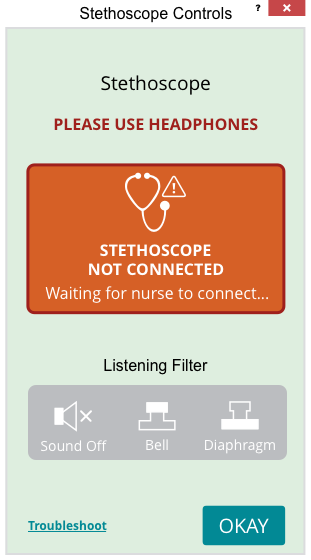 Stethoscope Controls
?
Stethoscope
PLEASE USE HEADPHONES
STETHOSCOPE
NOT CONNECTED
Waiting for nurse to connect...
Listening Filter
Sound Off Bell Diaphragm
Troubleshoot OKAY